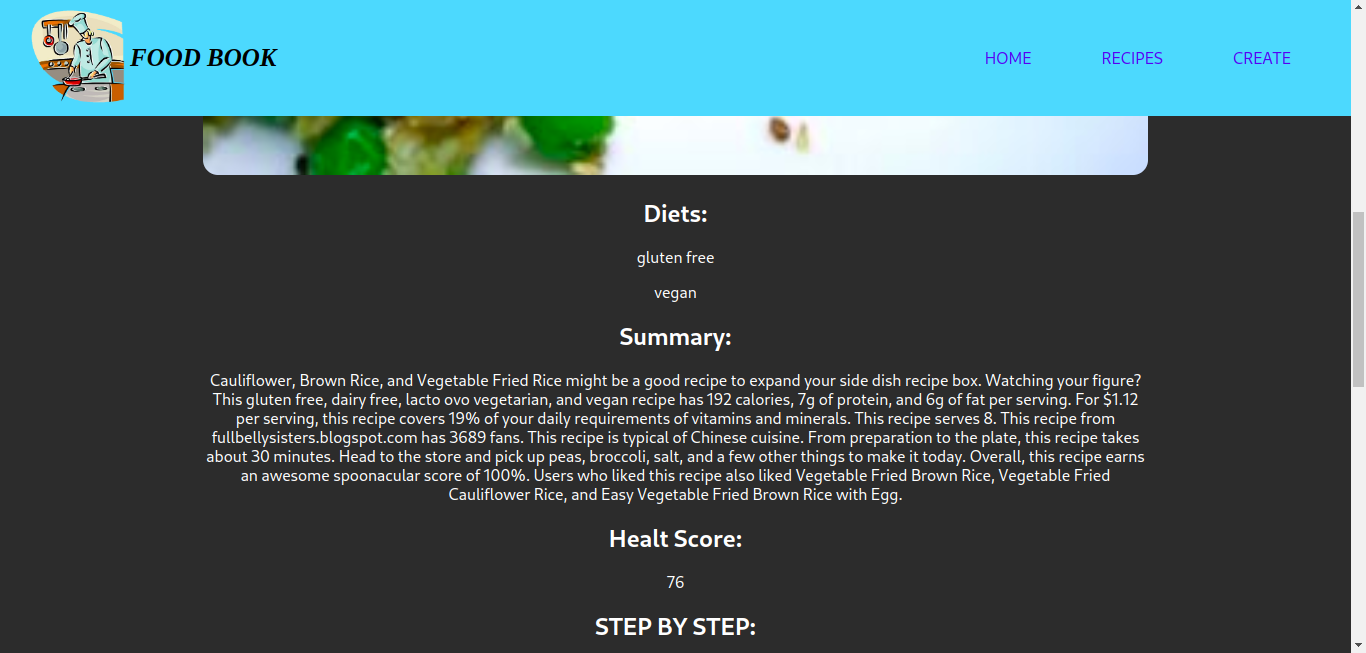 FOOD BOOK
HOME
RECIPES
CREATE
Diets:
gluten free
vegan
Summary:
Cauliflower, Brown Rice, and Vegetable Fried Rice might be a good recipe to expand your side dish recipe box. Watching your figure?
This gluten free, dairy free, lacto ovo vegetarian, and vegan recipe has 192 calories, 7g of protein, and 6g of fat per serving. For $1.12
per serving, this recipe covers 19% of your daily requirements of vitamins and minerals. This recipe serves 8. This recipe from
fullbellysisters.blogspot.com has 3689 fans. This recipe is typical of Chinese cuisine. From preparation to the plate, this recipe takes
about 30 minutes. Head to the store and pick up peas, broccoli, salt, and a few other things to make it today. Overall, this recipe earns
an awesome spoonacular score of 100%. Users who liked this recipe also liked Vegetable Fried Brown Rice, Vegetable Fried
Cauliflower Rice, and Easy Vegetable Fried Brown Rice with Egg.
Healt Score:
76
STEP BY STEP: